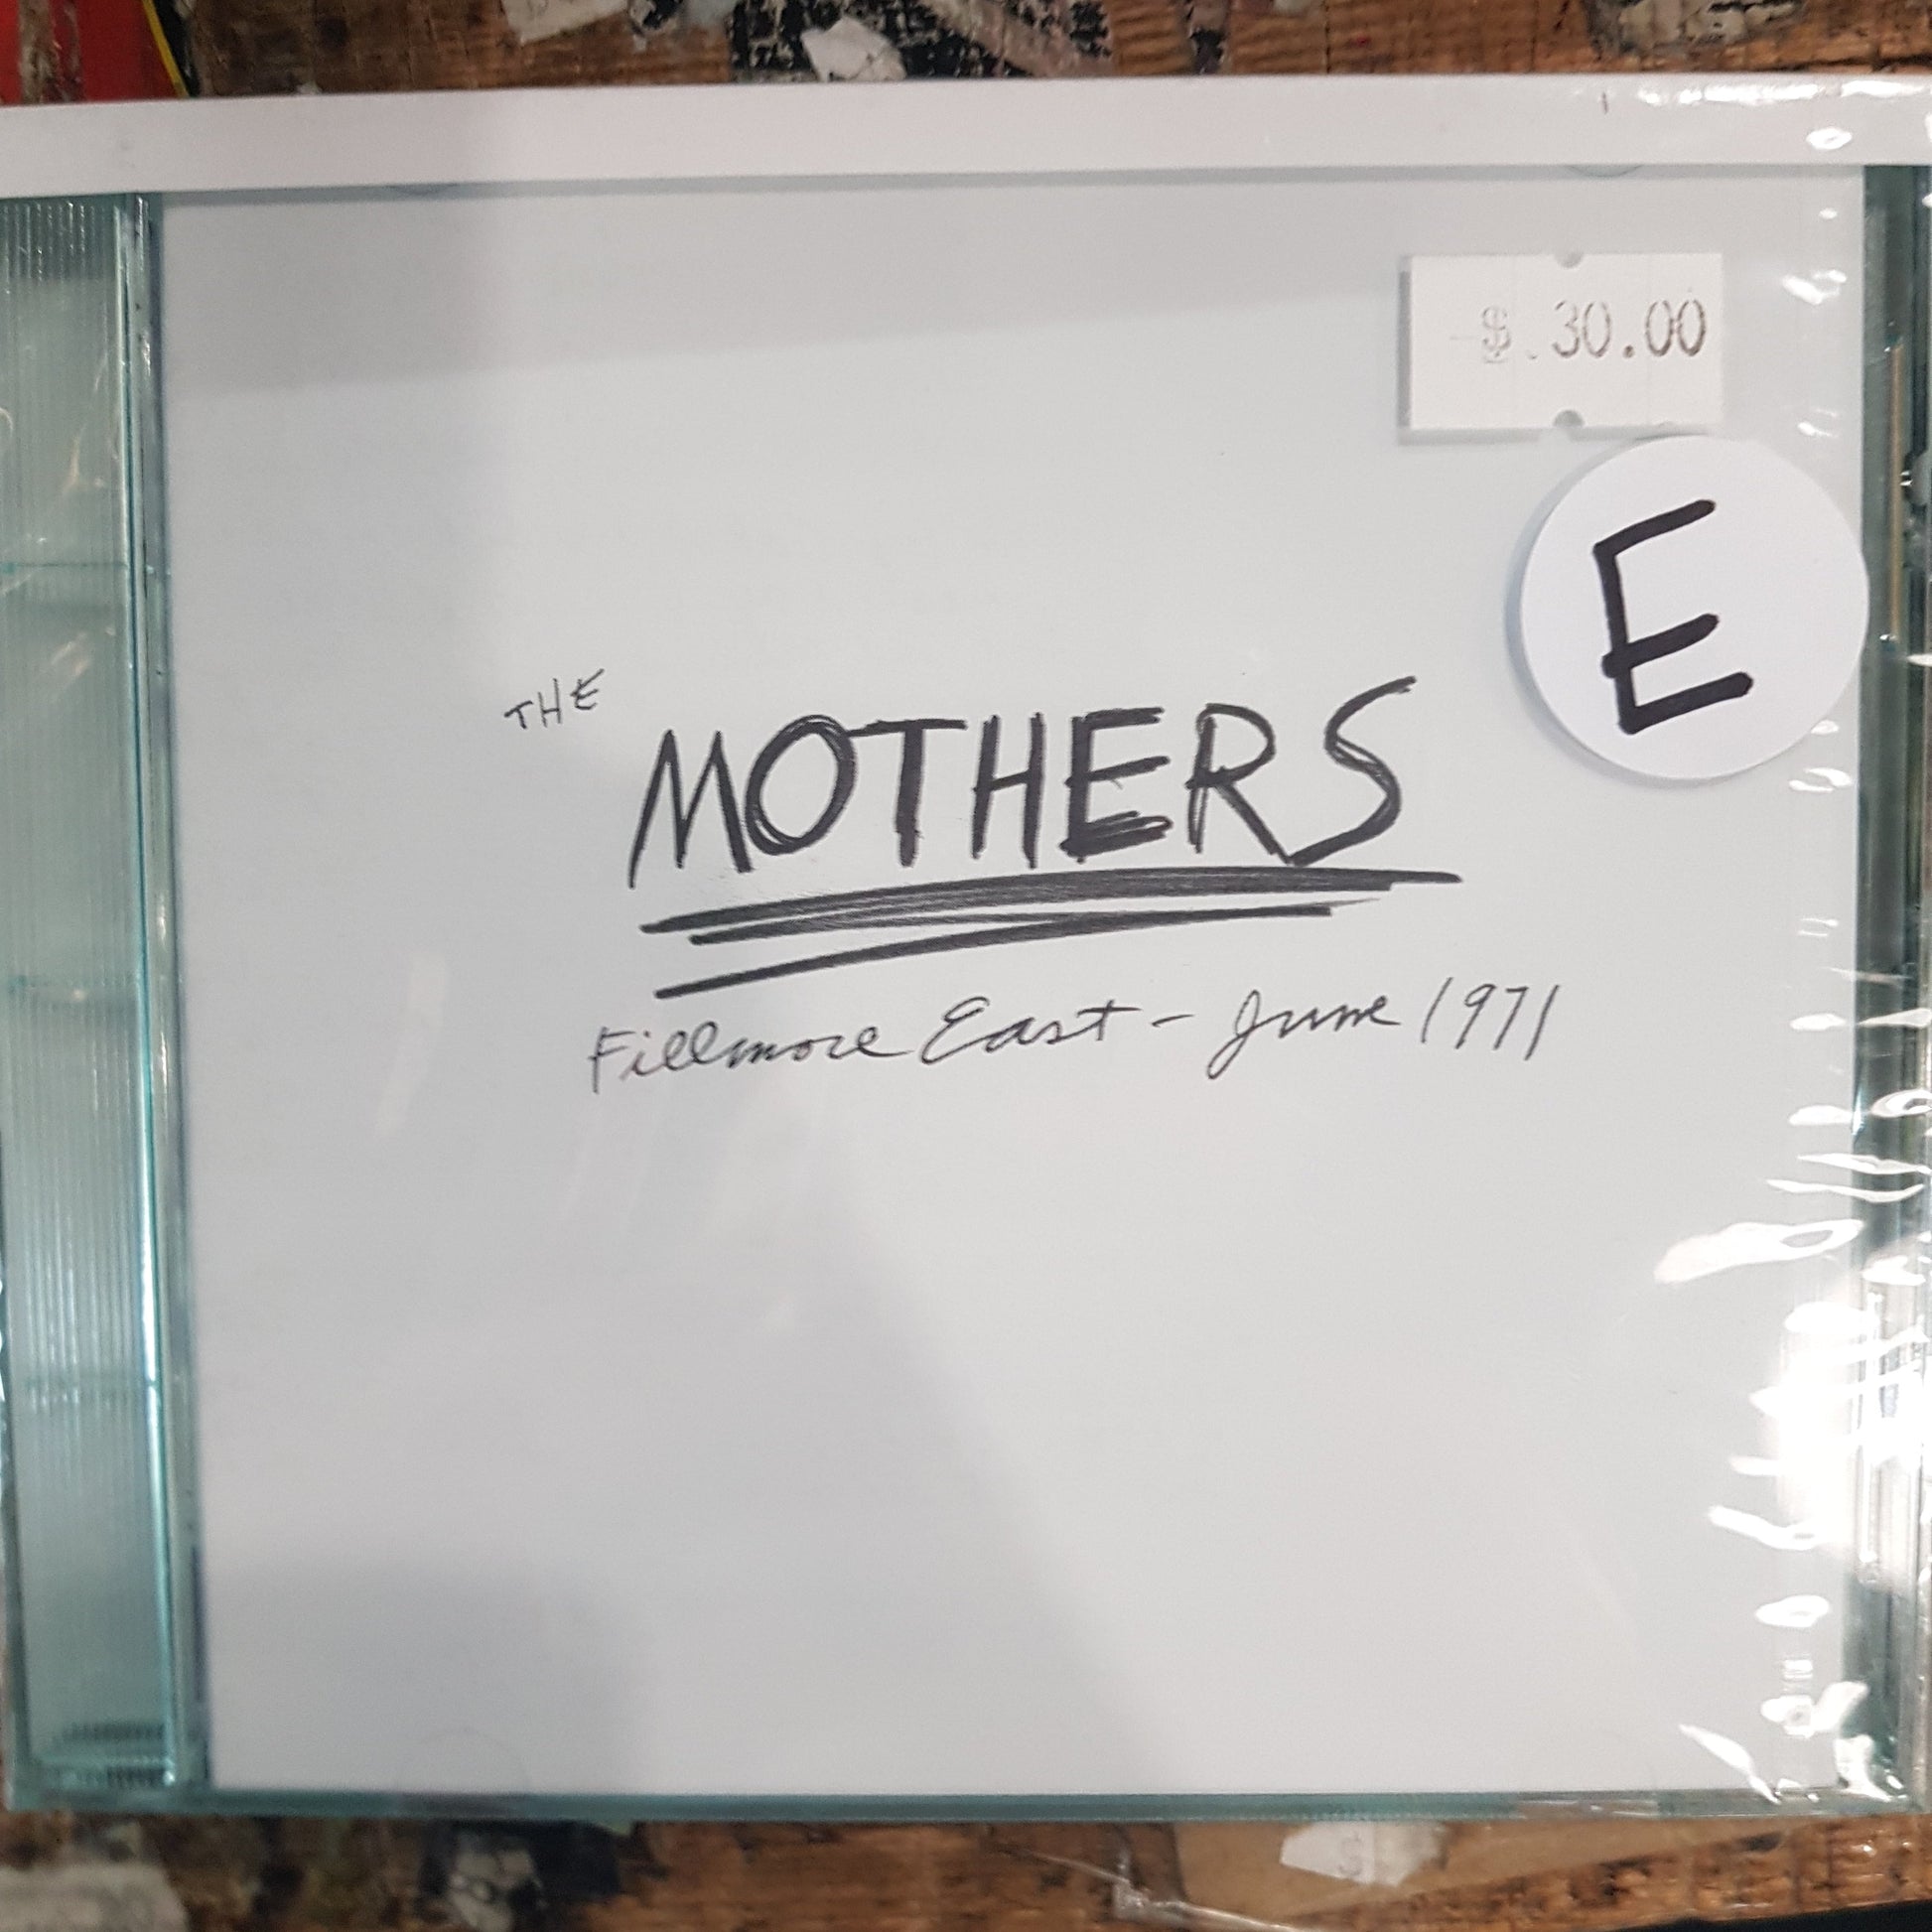 $.30.00
E
THE
MOTHERS
Fillmore East - June 1971